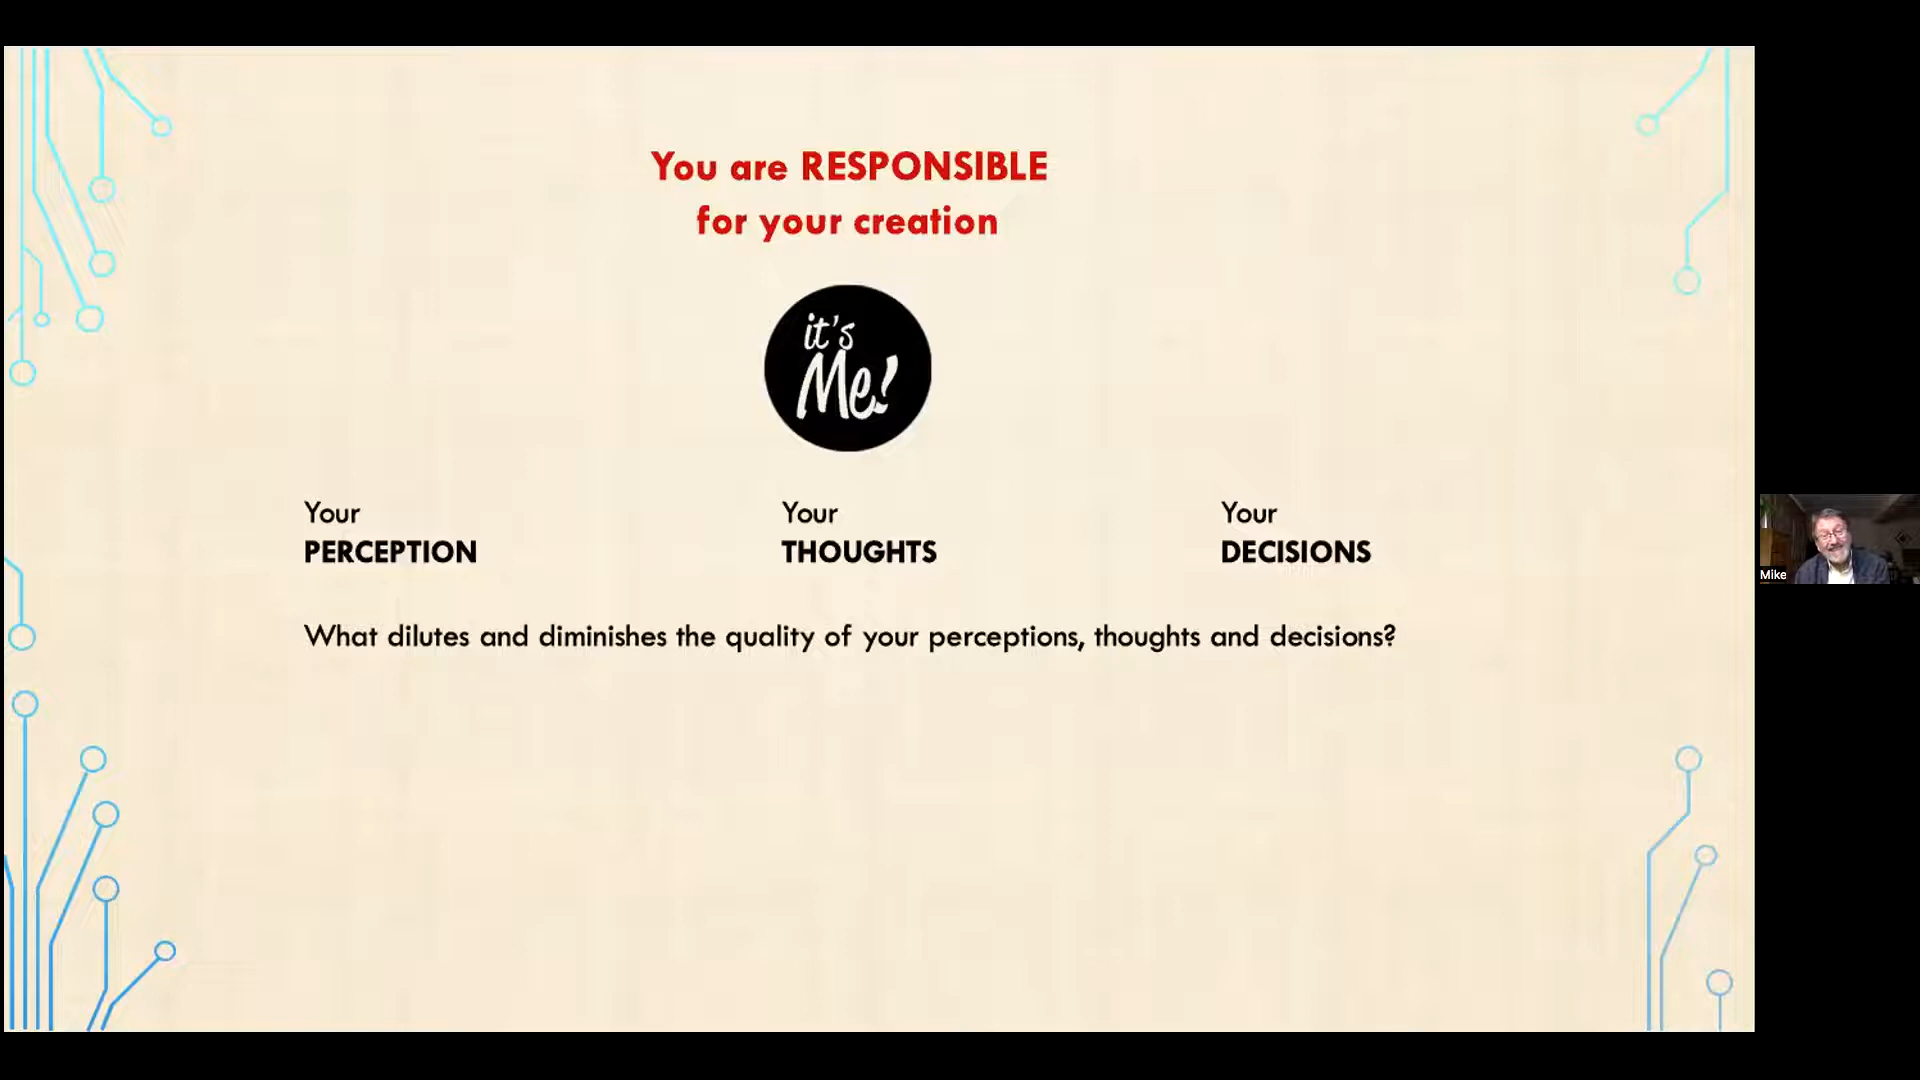 You are RESPONSIBLE
for your creation
it's
Me!
Your
PERCEPTION
Your
THOUGHTS
Your
DECISIONS
What dilutes and diminishes the quality of your perceptions, thoughts and decisions?
Mike